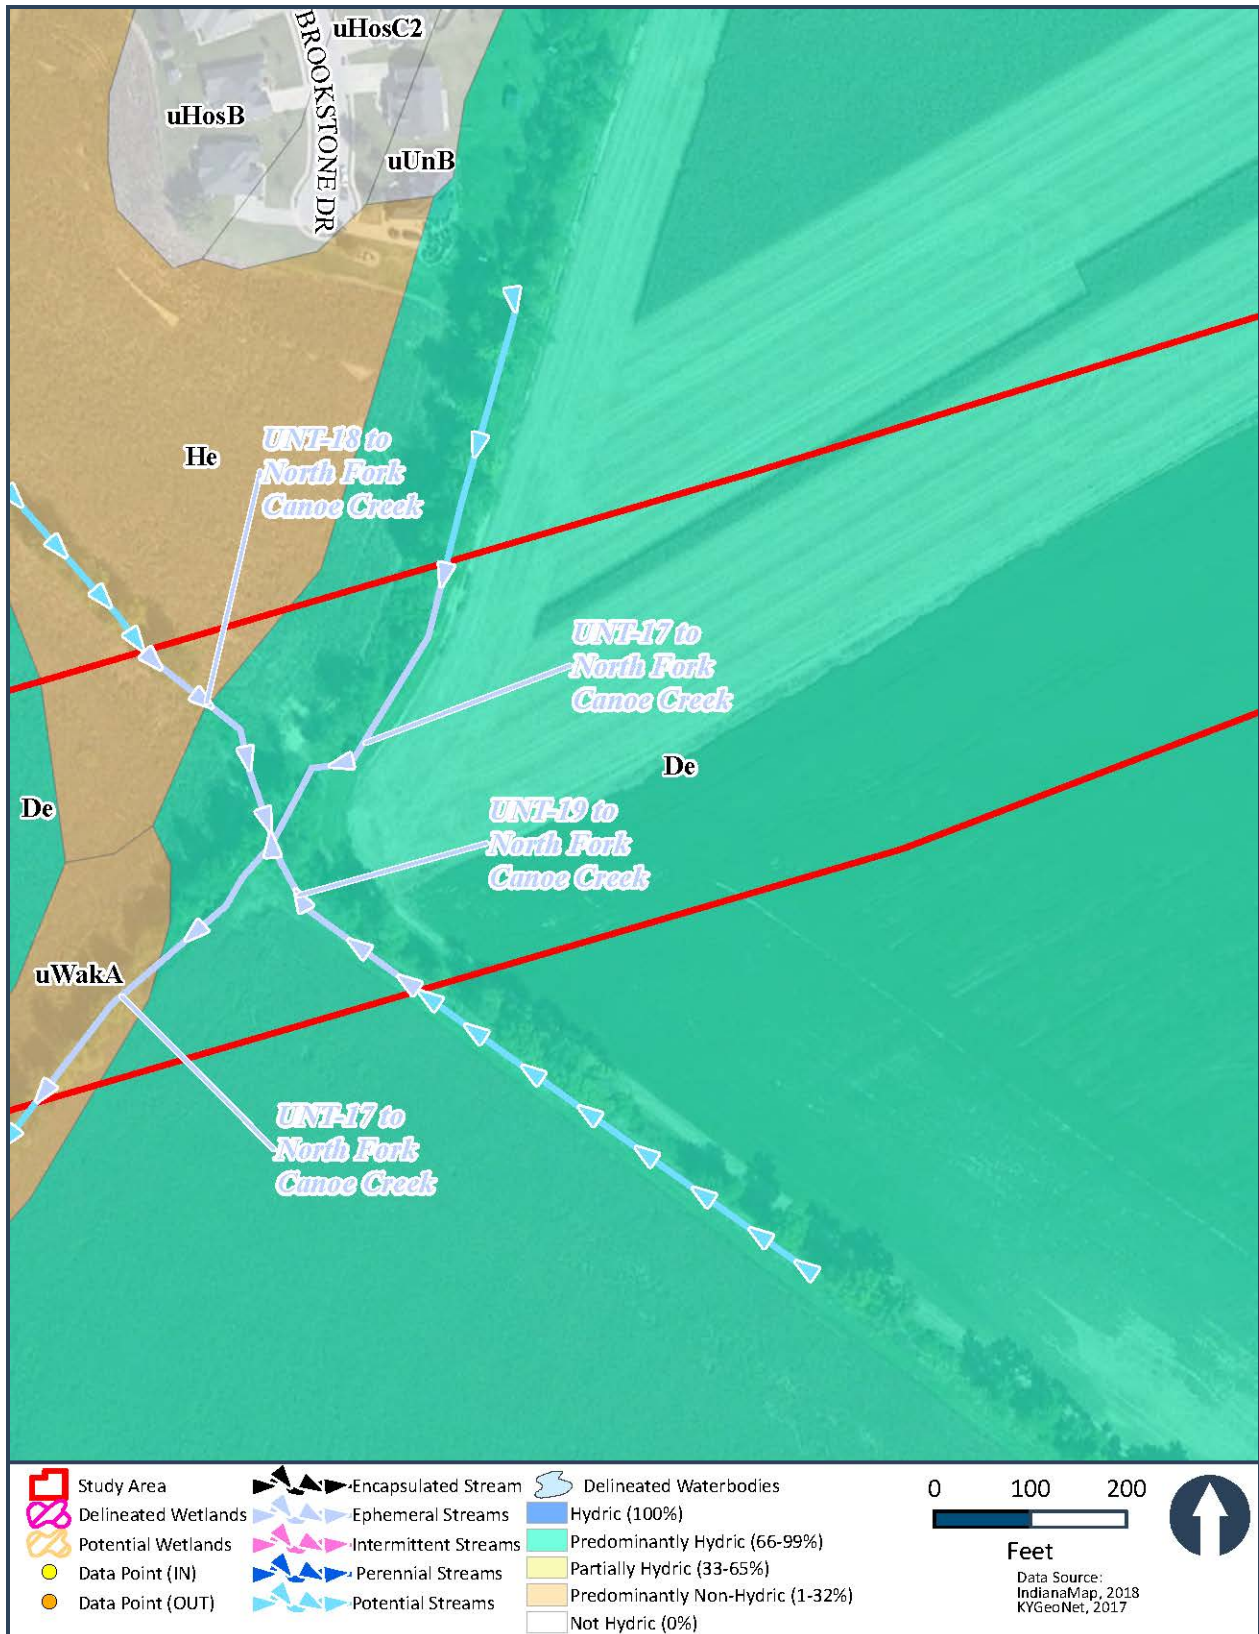 uHosC2
BROOKSTONE DR
uHosB
uUnB
UNT-18 to
North Fork
Canoe Creek
He
UNT-17 to
North Fork
Canoe Creek
De
De
UNT-19 to
North Fork
Canoe Creek
uWakA
UNT-17 to
North Fork
Canoe Creek
Study Area
Delineated Wetlands
Potential Wetlands
Data Point (IN)
Data Point (OUT)
Encapsulated Stream
Ephemeral Streams
Intermittent Streams
Perennial Streams
Potential Streams
Delineated Waterbodies
Hydric (100%)
Predominantly Hydric (66-99%)
Partially Hydric (33-65%)
Predominantly Non-Hydric (1-32%)
Not Hydric (0%)
0 100 200
Feet
Data Source:
IndianaMap, 2018
KYGeoNet, 2017